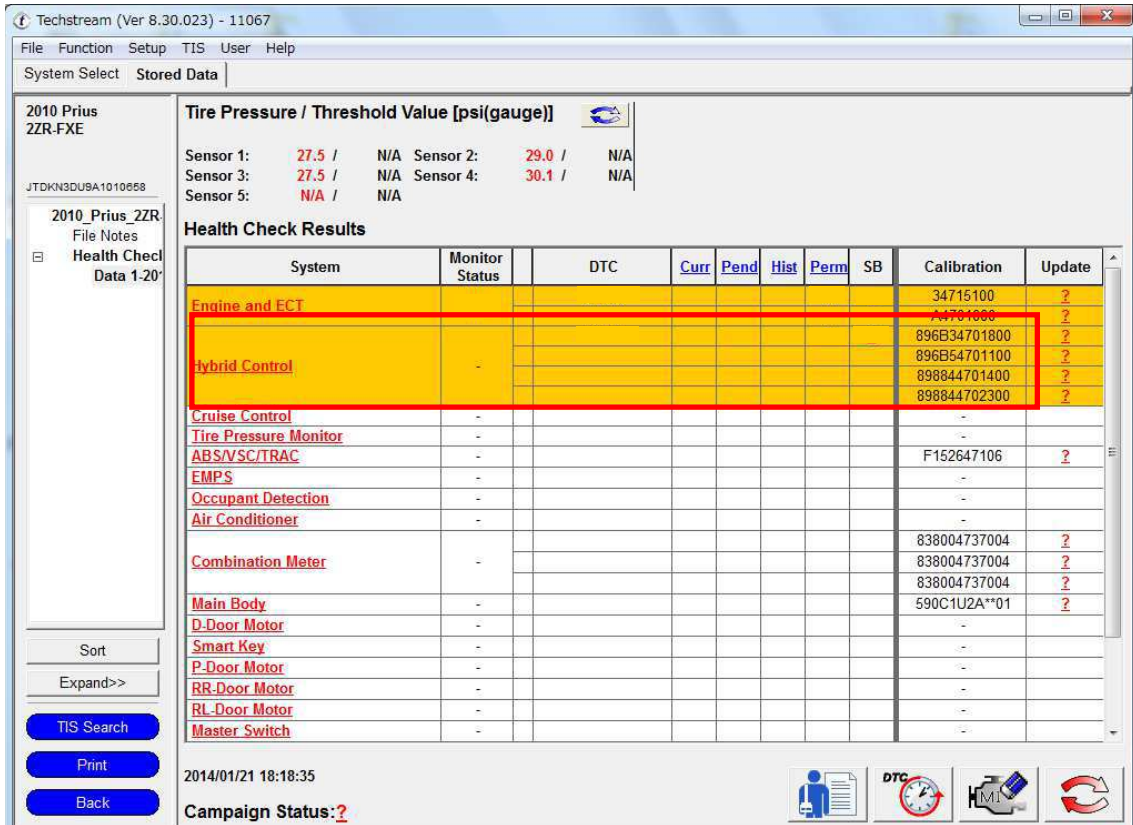 Techstream (Ver 8.30.023) - 11067
File Function Setup TIS User Help
System Select Stored Data
2010 Prius
2ZR-FXE
JTDKN3DU9A1010658
2010_Prius_2ZR-
File Notes
Health Checl
Data 1-20
Sort
Expand>>
TIS Search
Print
Back
Tire Pressure / Threshold Value [psi(gauge)]
Sensor 1: 27.5 / N/A Sensor 2: 29.0 / N/A
Sensor 3: 27.5 / N/A Sensor 4: 30.1 / N/A
Sensor 5: N/A / N/A
Health Check Results
System Monitor Status DTC Curr Pend Hist Perm SB Calibration Update
Engine and ECT 34715100 ?
A4701000 ?
Hybrid Control - 896B34701800 ?
896B54701100 ?
898844701400 ?
898844702300 ?
Cruise Control - -
Tire Pressure Monitor - -
ABS/VSC/TRAC - F152647106 ?
EMPS - -
Occupant Detection - -
Air Conditioner - -
Combination Meter - 838004737004 ?
838004737004 ?
838004737004 ?
Main Body - 590C1U2A**01 ?
D-Door Motor - -
Smart Key - -
P-Door Motor - -
RR-Door Motor - -
RL-Door Motor - -
Master Switch - -
2014/01/21 18:18:35
Campaign Status:?
DTC
MI